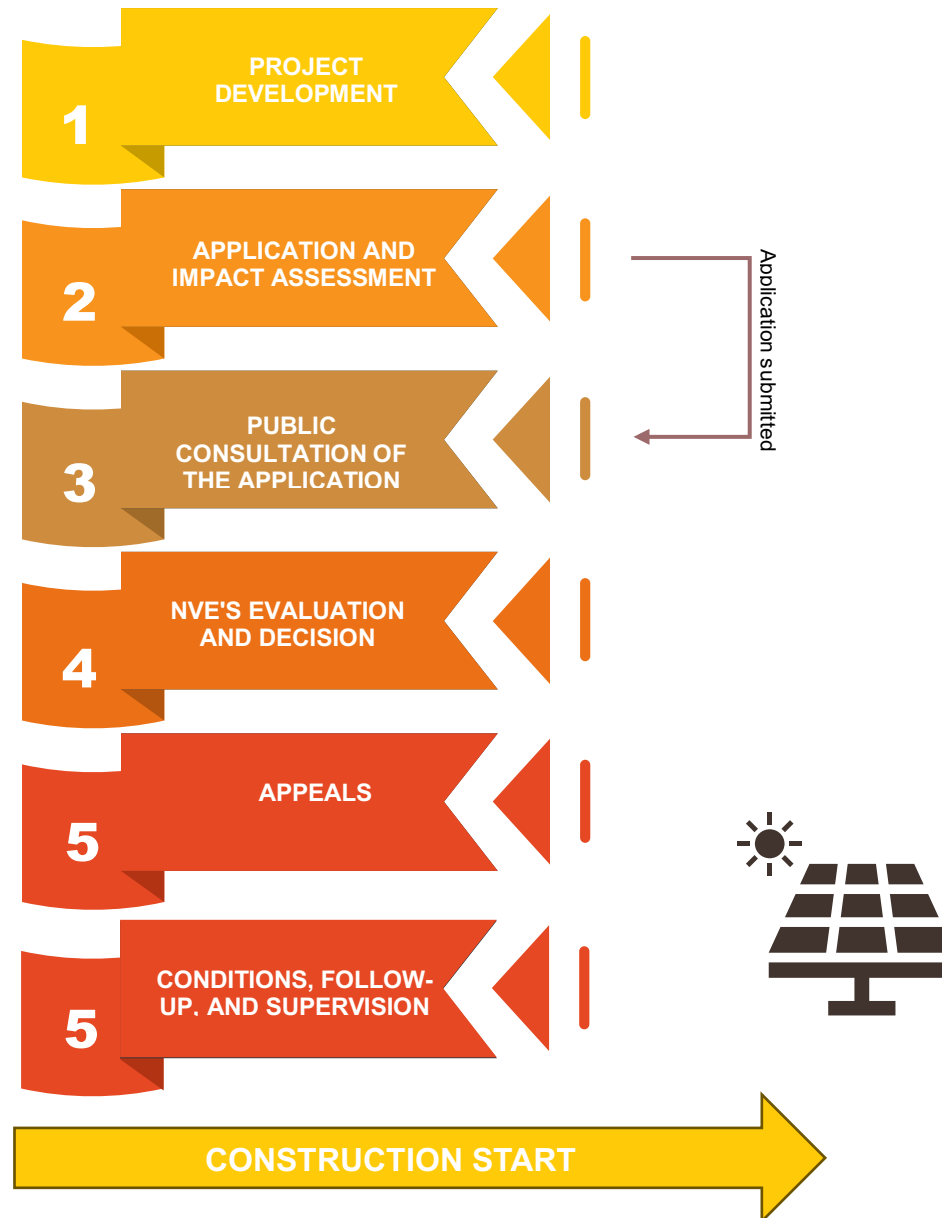 1
PROJECT
DEVELOPMENT
2
APPLICATION AND
IMPACT ASSESSMENT
Application submitted
3
PUBLIC
CONSULTATION OF
THE APPLICATION
4
NVE'S EVALUATION
AND DECISION
5
APPEALS
5
CONDITIONS, FOLLOW-
UP, AND SUPERVISION
CONSTRUCTION START